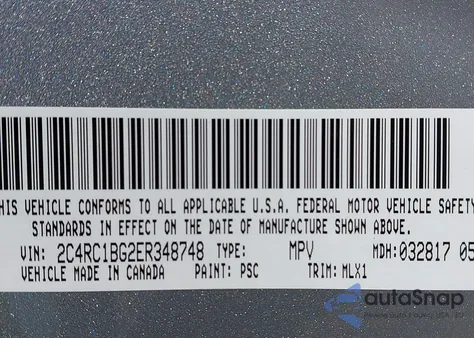 HIS VEHICLE CONFORMS TO ALL APPLICABLE U.S.A. FEDERAL MOTOR VEHICLE SAFETY
STANDARDS IN EFFECT ON THE DATE OF MANUFACTURE SHOWN ABOVE.
VIN: 2C4RC1BG2ER348748 TYPE: MPV MDH:032817 05
VEHICLE MADE IN CANADA PAINT: PSC TRIM: MLX1
autoSnap